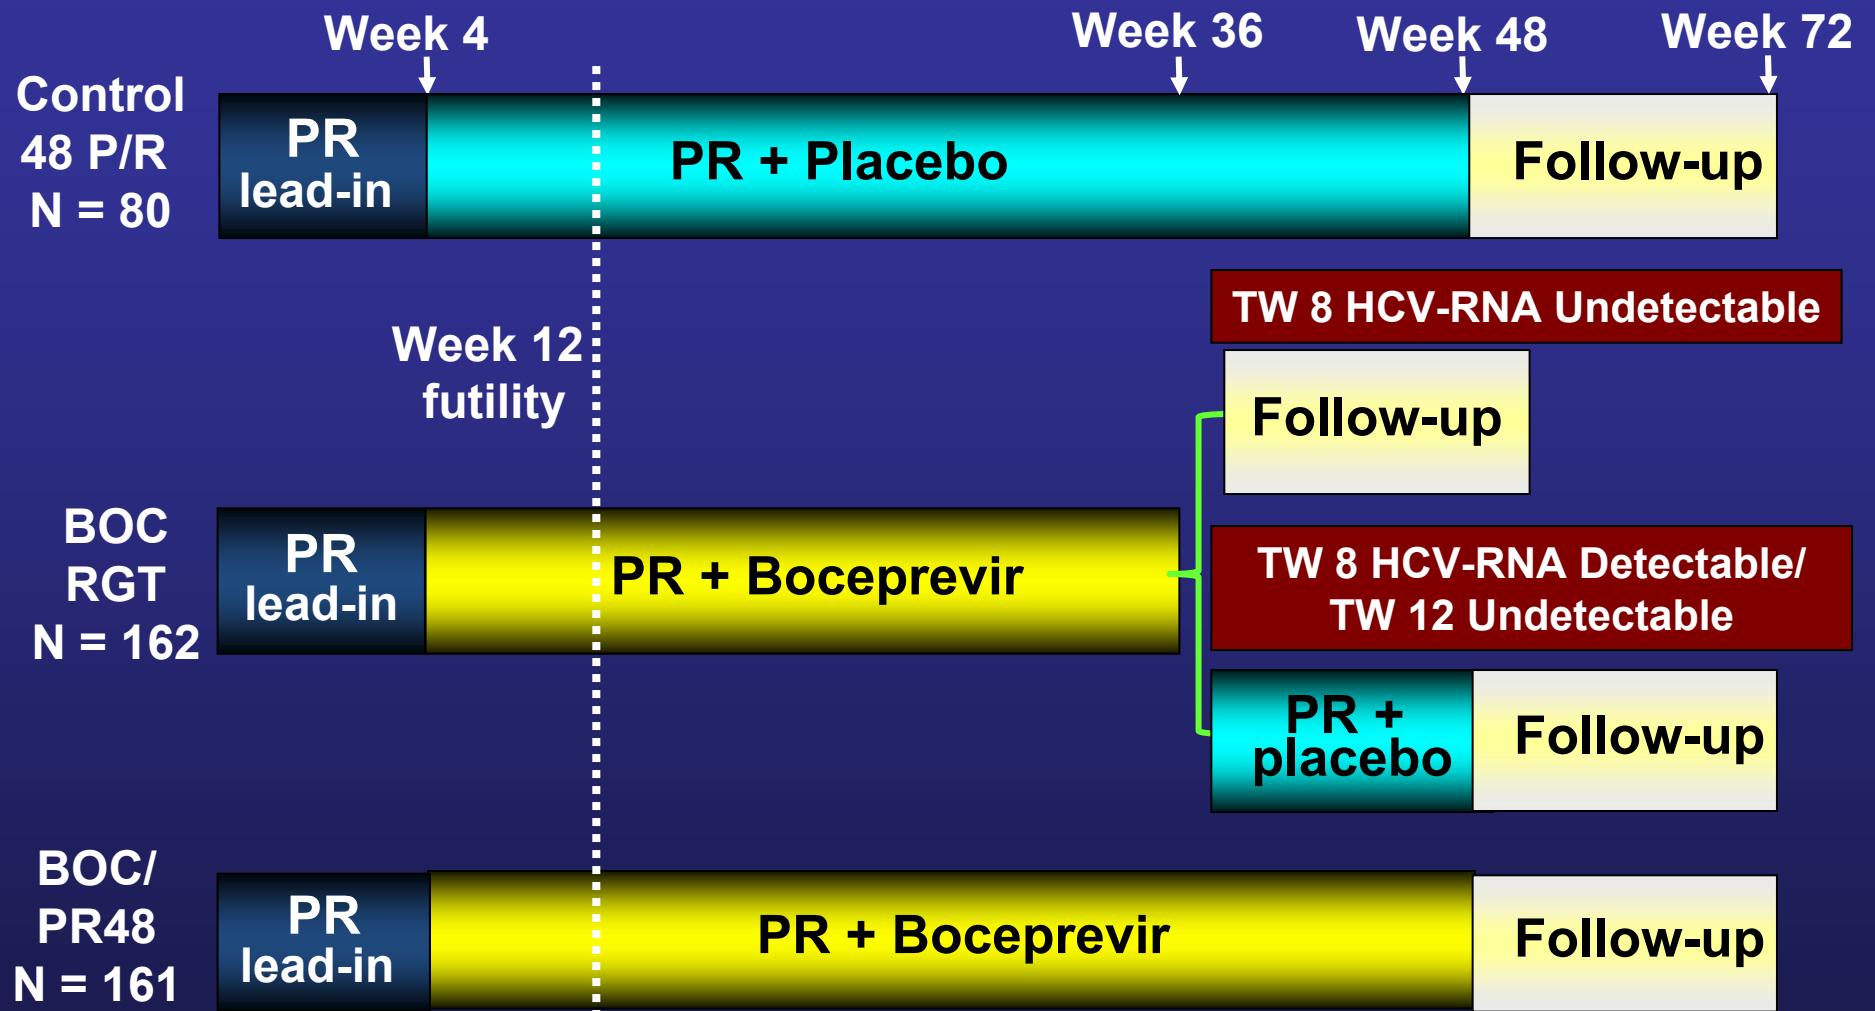 Week 4
Week 36
Week 48
Week 72
Control
48 P/R
N = 80
PR
lead-in
PR + Placebo
Follow-up
Week 12
futility
TW 8 HCV-RNA Undetectable
Follow-up
BOC
RGT
N = 162
PR
lead-in
PR + Boceprevir
TW 8 HCV-RNA Detectable/
TW 12 Undetectable
PR +
placebo
Follow-up
BOC/
PR48
N = 161
PR
lead-in
PR + Boceprevir
Follow-up